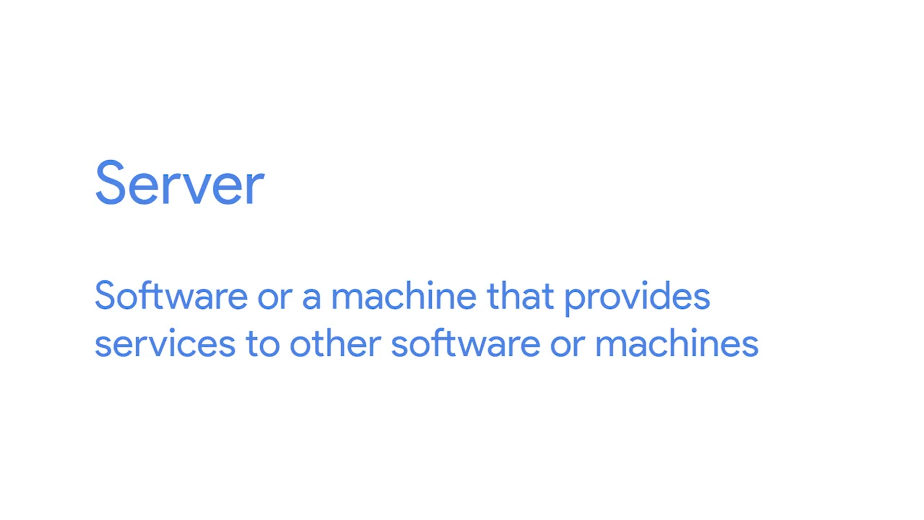 Server
Software or a machine that provides
services to other software or machines